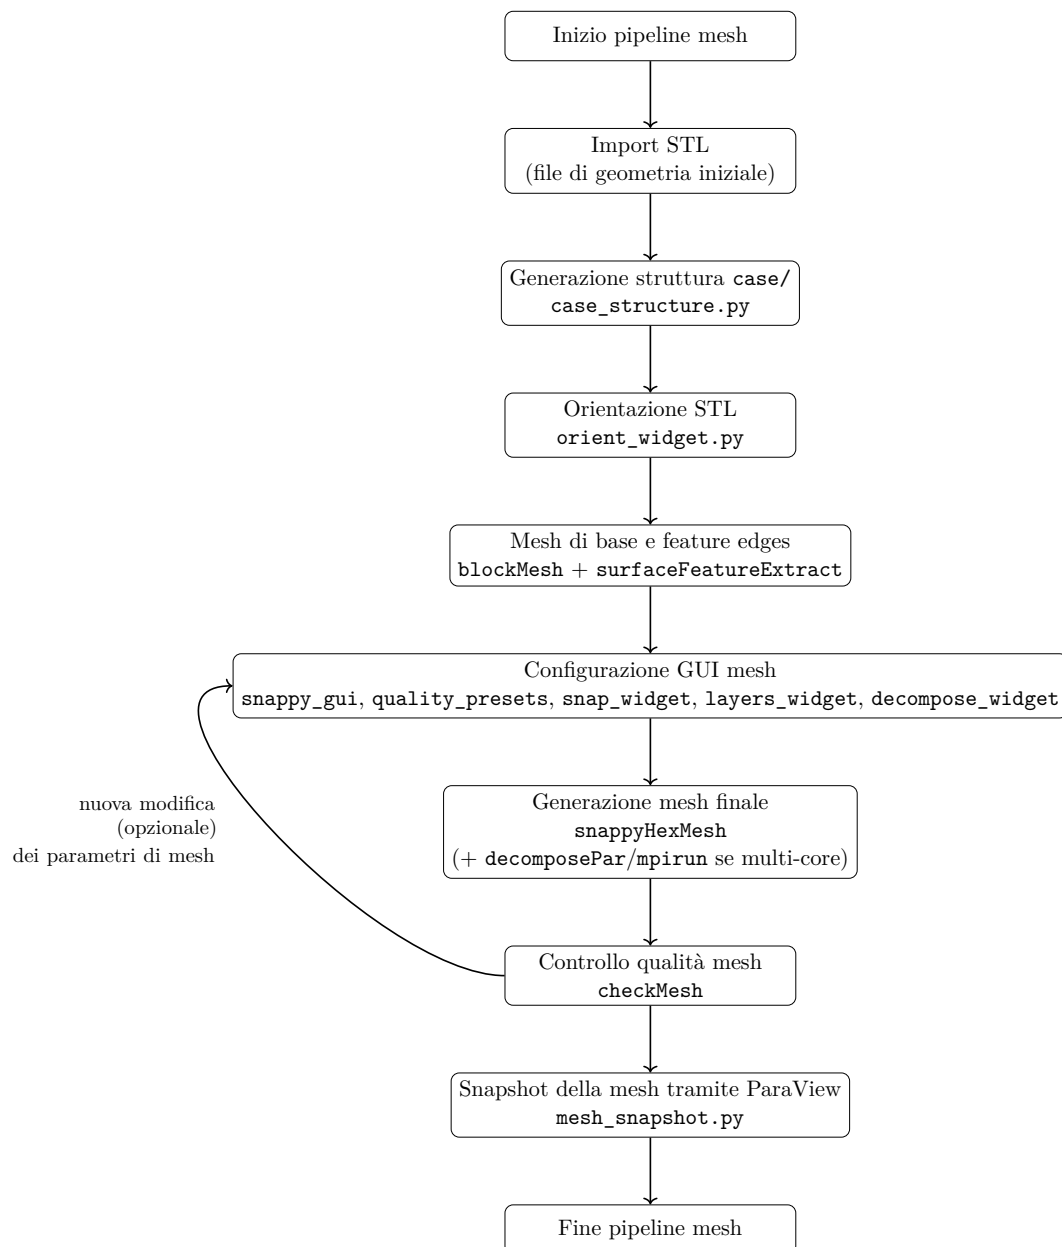 Inizio pipeline mesh
Import STL
(file di geometria iniziale)
Generazione struttura case/
case_structure.py
Orientazione STL
orient_widget.py
Mesh di base e feature edges
blockMesh + surfaceFeatureExtract
Configurazione GUI mesh
snappy_gui, quality_presets, snap_widget, layers_widget, decompose_widget
nuova modifica
(opzionale)
dei parametri di mesh
Generazione mesh finale
snappyHexMesh
(+ decomposePar/mpirun se multi-core)
Controllo qualità mesh
checkMesh
Snapshot della mesh tramite ParaView
mesh_snapshot.py
Fine pipeline mesh